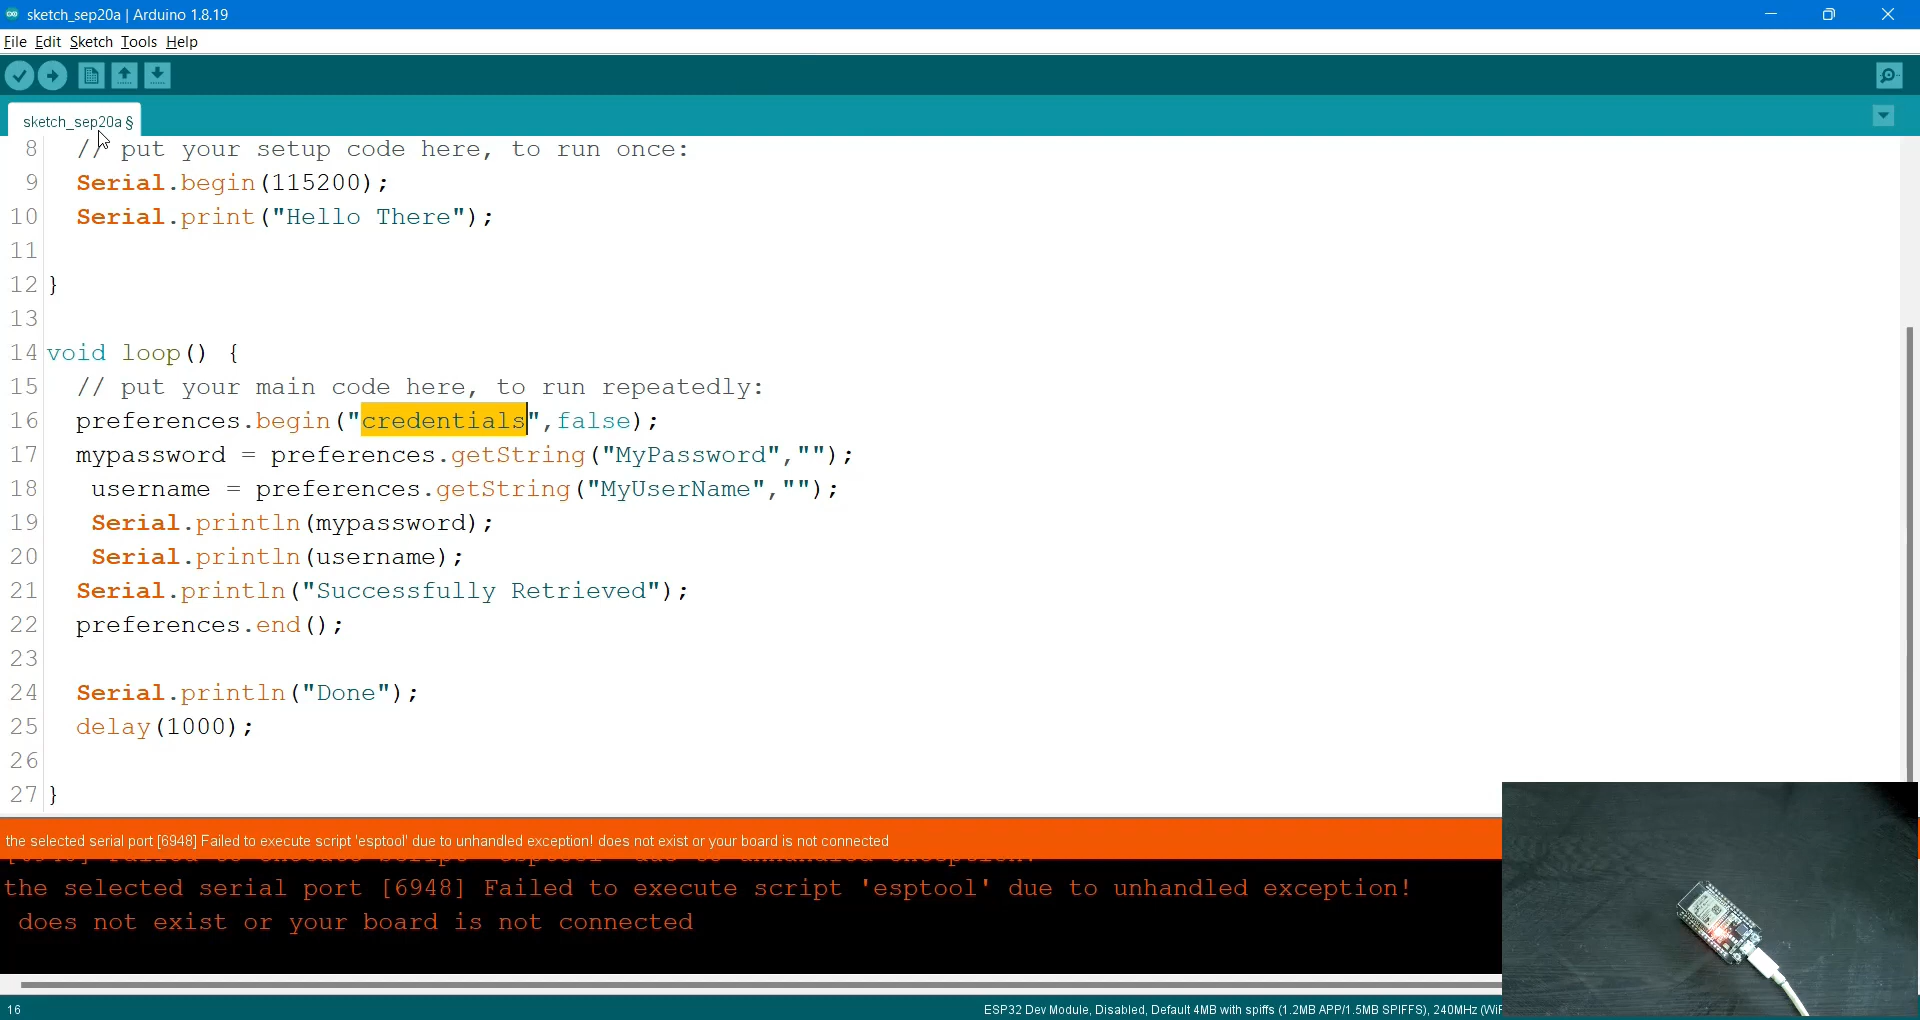 sketch_sep20a | Arduino 1.8.19
File Edit Sketch Tools Help
sketch_sep20a §
8 // put your setup code here, to run once:
9 Serial.begin(115200);
10 Serial.print("Hello There");
11
12 }
13
14 void loop() {
15 // put your main code here, to run repeatedly:
16 preferences.begin("credentials",false);
17 mypassword = preferences.getString("MyPassword","");
18 username = preferences.getString("MyUserName","");
19 Serial.println(mypassword);
20 Serial.println(username);
21 Serial.println("Successfully Retrieved");
22 preferences.end();
23
24 Serial.println("Done");
25 delay(1000);
26
27 }
the selected serial port [6948] Failed to execute script 'esptool' due to unhandled exception! does not exist or your board is not connected
the selected serial port [6948] Failed to execute script 'esptool' due to unhandled exception!
does not exist or your board is not connected
16
ESP32 Dev Module, Disabled, Default 4MB with spiffs (1.2MB APP/1.5MB SPIFFS), 240MHz